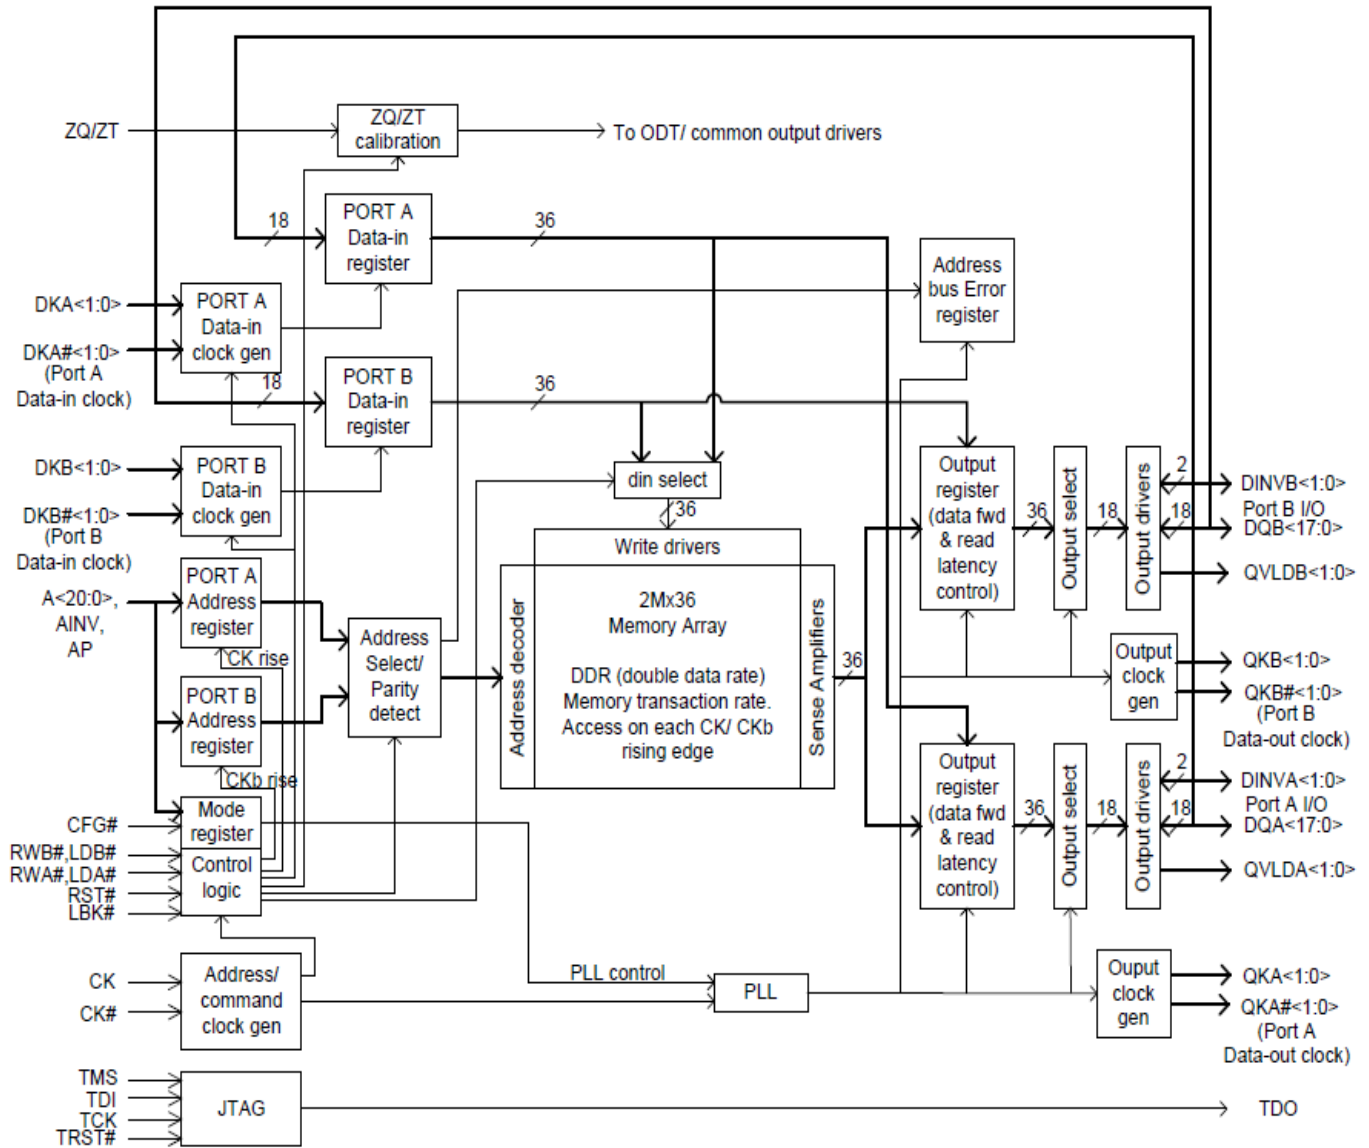 ZQ/ZT
ZQ/ZT
calibration
To ODT/ common output drivers
18
PORT A
Data-in
register
36
Address
bus Error
register
DKA<1:0>
DKA#<1:0>
(Port A
Data-in clock)
PORT A
Data-in
clock gen
18
PORT B
Data-in
register
36
DKB<1:0>
DKB#<1:0>
(Port B
Data-in clock)
PORT B
Data-in
clock gen
din select
36
Write drivers
Output
register
(data fwd
& read
latency
control)
36
Output select
18
Output drivers
2
18
DINVB<1:0>
Port B I/O
DQB<17:0>
QVLDB<1:0>
A<20:0>,
AINV,
AP
PORT A
Address
register
CK rise
PORT B
Address
register
CKb rise
Address
Select/
Parity
detect
Address decoder
2Mx36
Memory Array
DDR (double data rate)
Memory transaction rate.
Access on each CK/ CKb
rising edge
Sense Amplifiers
36
Output
clock
gen
QKB<1:0>
QKB#<1:0>
(Port B
Data-out clock)
Output
register
(data fwd
& read
latency
control)
36
Output select
18
Output drivers
2
18
DINVA<1:0>
Port A I/O
DQA<17:0>
QVLDA<1:0>
CFG#
RWB#,LDB#
RWA#,LDA#
RST#
LBK#
Mode
register
Control
logic
CK
CK#
Address/
command
clock gen
PLL control
PLL
Ouput
clock
gen
QKA<1:0>
QKA#<1:0>
(Port A
Data-out clock)
TMS
TDI
TCK
TRST#
JTAG
TDO